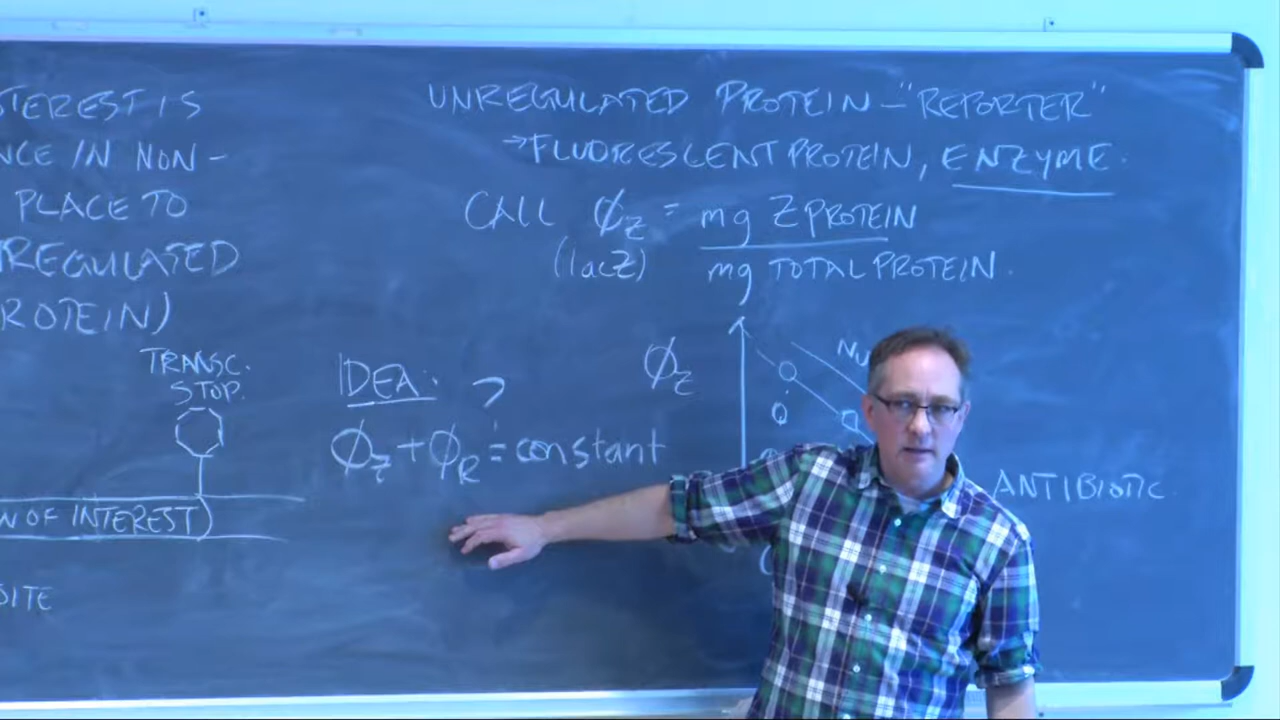 TEREST IS
NCE IN NON-
PLACE TO
REGULATED
ROTEIN)
TRANSC.
STOP.
N OF INTEREST)
SITE
IDEA: ?
ϕZ + ϕR = constant
UNREGULATED PROTEIN - "REPORTER"
→ FLUORESCENT PROTEIN, ENZYME.
CALL ϕZ = mg Z PROTEIN
(lacZ) mg TOTAL PROTEIN.
ϕZ
NU
ANTIBIOTIC